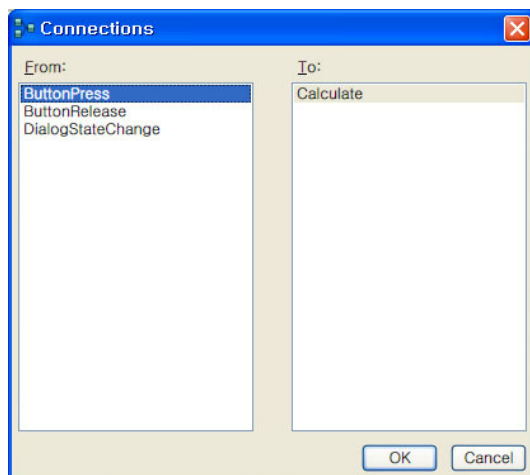 Connections
From:
To:
ButtonPress
Calculate
ButtonRelease
DialogStateChange
OK
Cancel